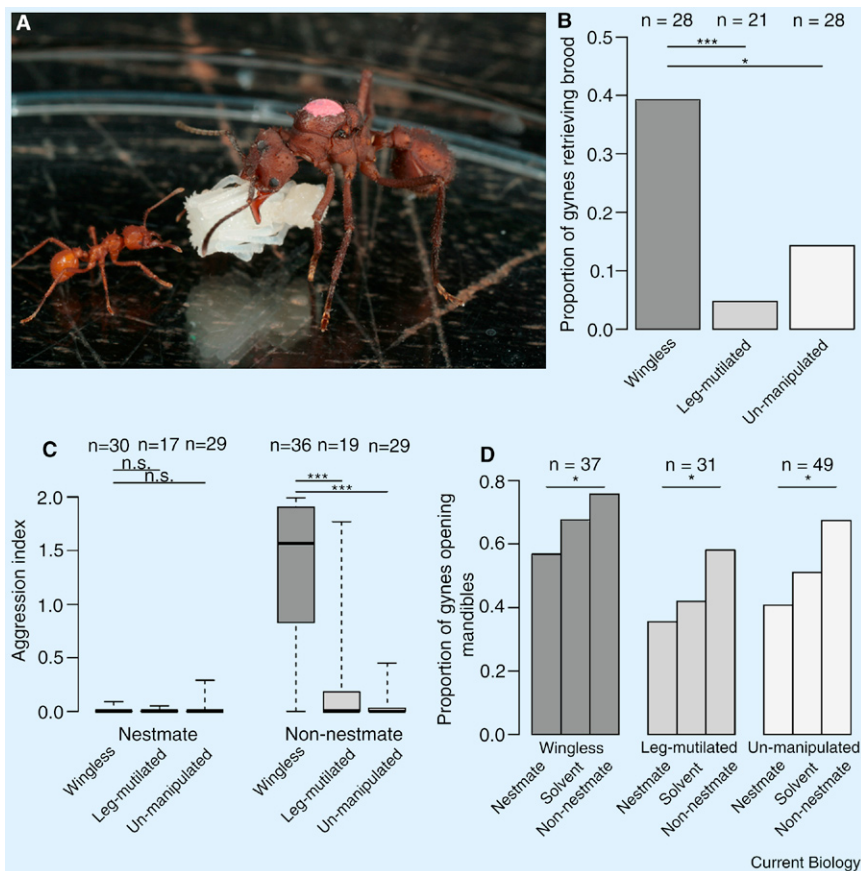 A
B
n = 28 n = 21 n = 28
***
*
0.5
0.4
0.3
0.2
0.1
0.0
Proportion of gynes retrieving brood
Wingless
Leg-mutilated
Un-manipulated
C
n=30 n=17 n=29
n.s.
n.s.
n=36 n=19 n=29
***
***
2.0
1.5
1.0
0.5
0.0
Aggression index
Nestmate
Non-nestmate
Wingless
Leg-mutilated
Un-manipulated
Wingless
Leg-mutilated
Un-manipulated
D
n = 37 n = 31 n = 49
* * *
0.8
0.6
0.4
0.2
0.0
Proportion of gynes opening
mandibles
Wingless
Leg-mutilated
Un-manipulated
Nestmate
Solvent
Non-nestmate
Nestmate
Solvent
Non-nestmate
Nestmate
Solvent
Non-nestmate
Current Biology